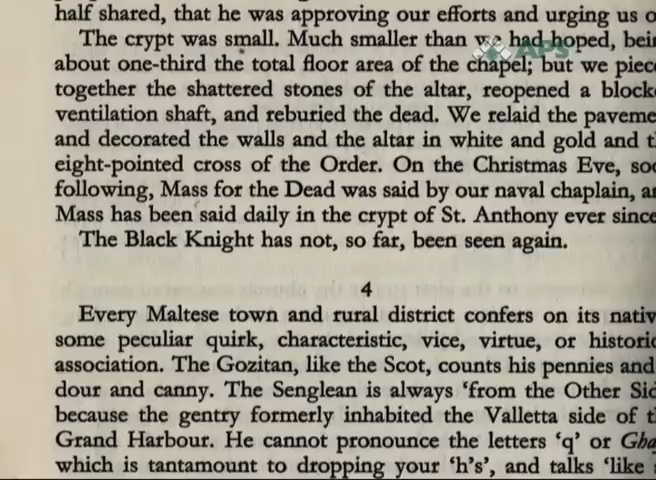 half shared, that he was approving our efforts and urging us o
The crypt was small. Much smaller than we had hoped, bein
about one-third the total floor area of the chapel; but we piec
together the shattered stones of the altar, reopened a blocke
ventilation shaft, and reburied the dead. We relaid the paveme
and decorated the walls and the altar in white and gold and t
eight-pointed cross of the Order. On the Christmas Eve, soo
following, Mass for the Dead was said by our naval chaplain, a
Mass has been said daily in the crypt of St. Anthony ever since
The Black Knight has not, so far, been seen again.
4
Every Maltese town and rural district confers on its nativ
some peculiar quirk, characteristic, vice, virtue, or historic
association. The Gozitan, like the Scot, counts his pennies and
dour and canny. The Senglean is always ‘from the Other Sid
because the gentry formerly inhabited the Valletta side of t
Grand Harbour. He cannot pronounce the letters ‘q’ or Gha
which is tantamount to dropping your ‘h’s’, and talks ‘like
APS